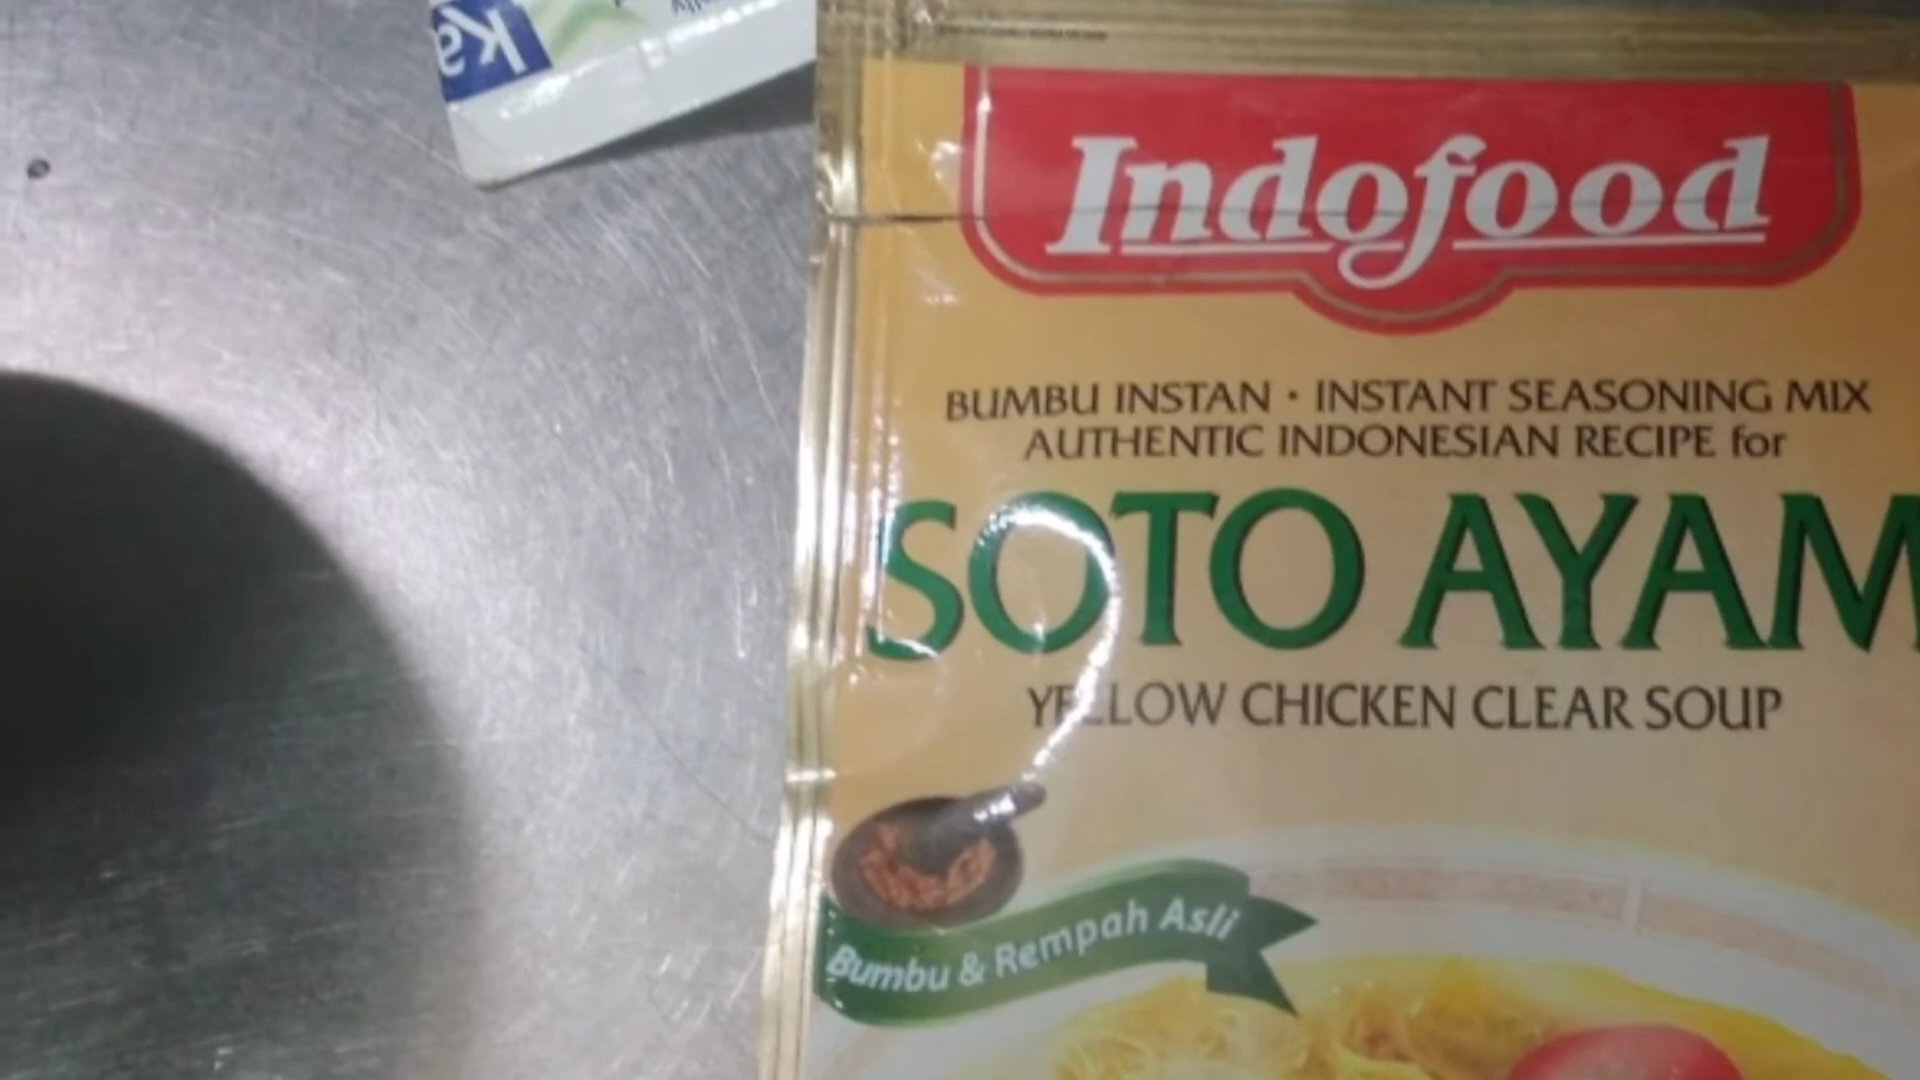 Ka
Indofood
BUMBU INSTAN • INSTANT SEASONING MIX
AUTHENTIC INDONESIAN RECIPE for
SOTO AYAM
YELLOW CHICKEN CLEAR SOUP
Bumbu & Rempah Asli